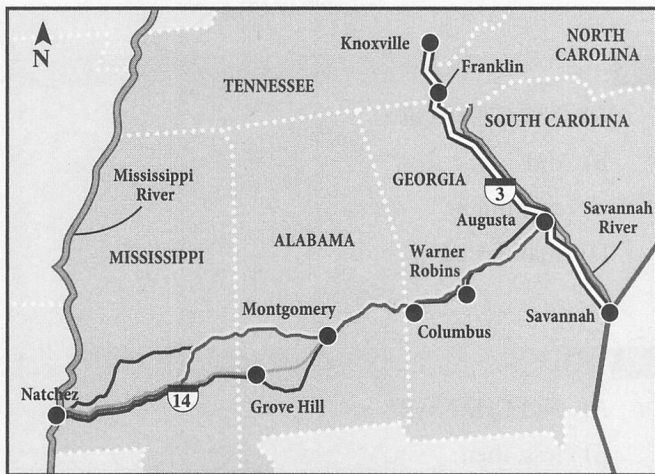 N
Knoxville
NORTH
CAROLINA
Franklin
TENNESSEE
SOUTH CAROLINA
Mississippi
River
GEORGIA
3
Savannah
River
Augusta
MISSISSIPPI
ALABAMA
Warner
Robins
Montgomery
Columbus
Savannah
Natchez
14
Grove Hill